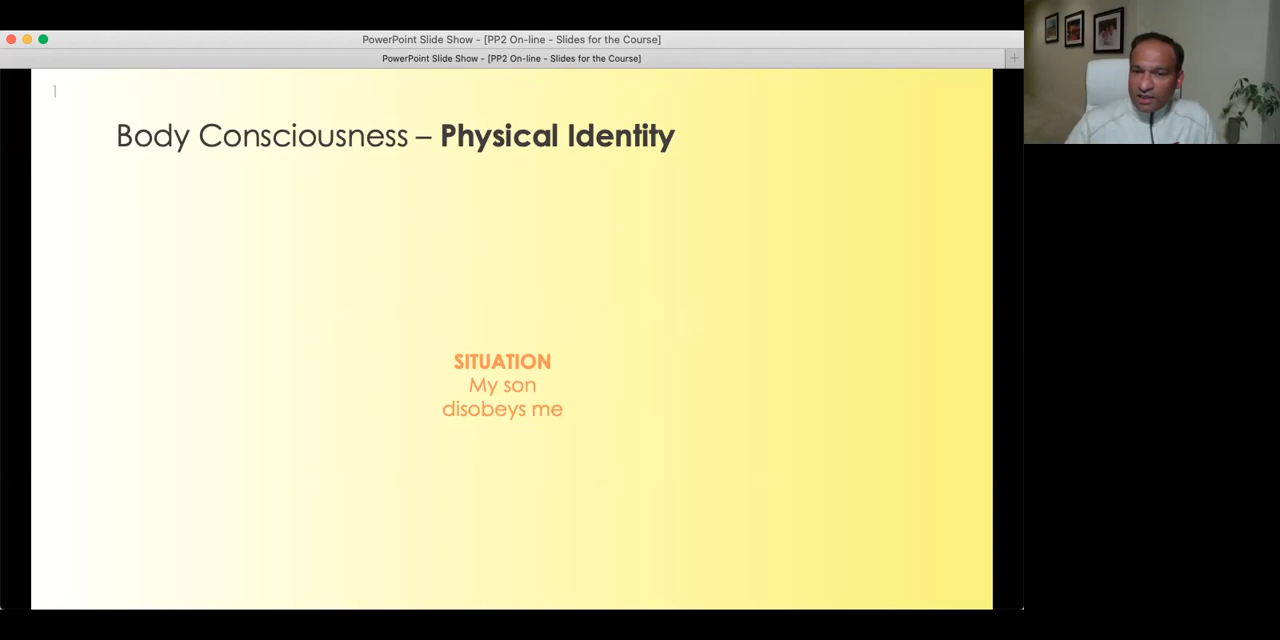 PowerPoint Slide Show - [PP2 On-line - Slides for the Course]
PowerPoint Slide Show - [PP2 On-line - Slides for the Course]
1
Body Consciousness – Physical Identity
SITUATION
My son
disobeys me